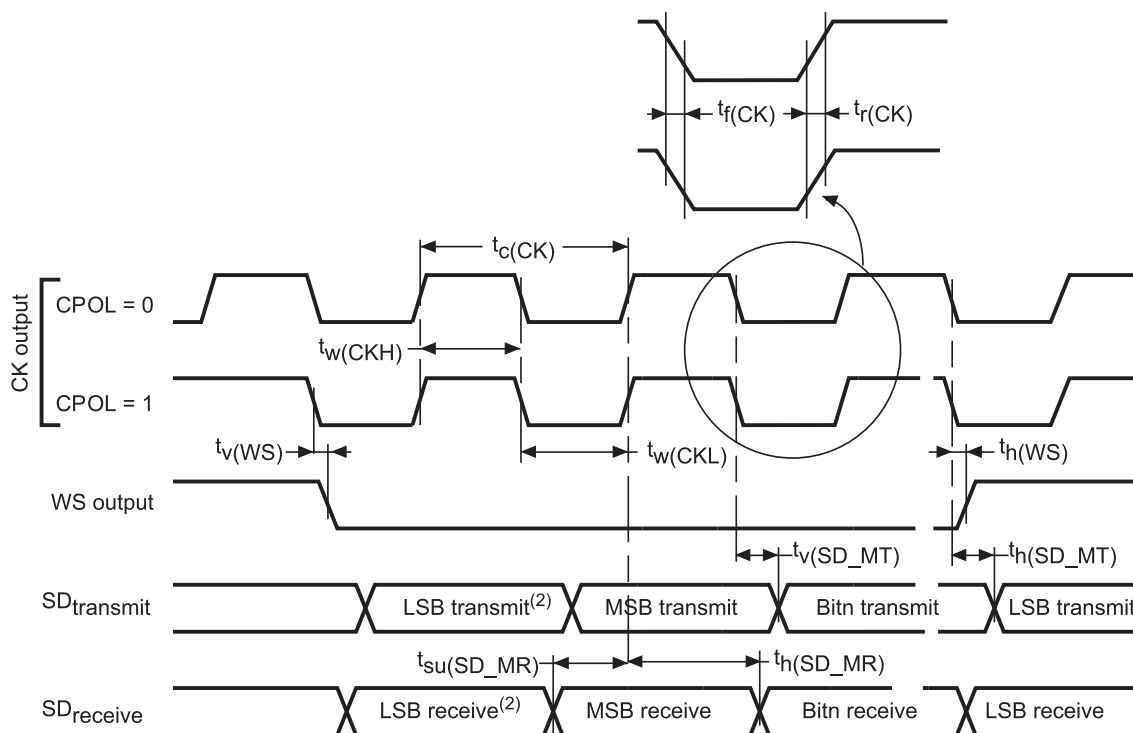 tf(CK)
tr(CK)
tc(CK)
CK output
CPOL = 0
tw(CKH)
CPOL = 1
tv(WS)
tw(CKL)
th(WS)
WS output
tv(SD_MT)
th(SD_MT)
SDtransmit
LSB transmit(2)
MSB transmit
Bitn transmit
LSB transmit
tsu(SD_MR)
th(SD_MR)
SDreceive
LSB receive(2)
MSB receive
Bitn receive
LSB receive